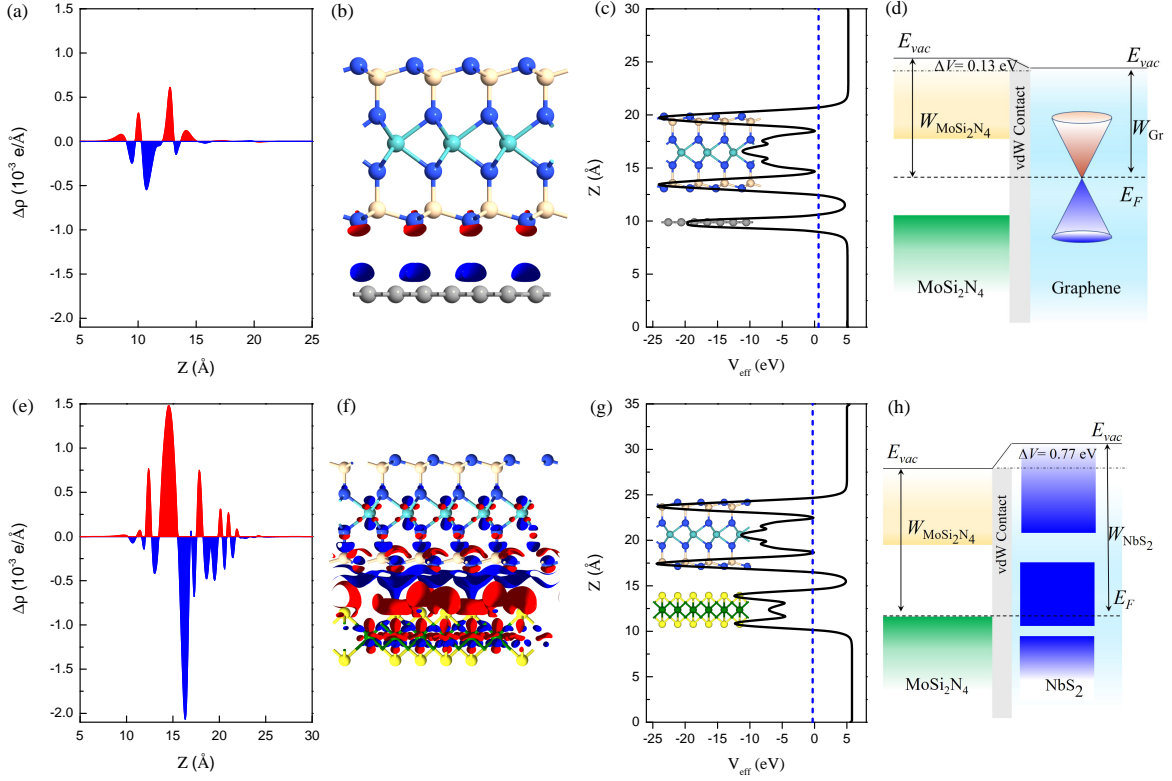 (a)
1.5
1.0
0.5
0.0
-0.5
-1.0
-1.5
-2.0
Δρ (10⁻³ e/Å)
5 10 15 20 25
Z (Å)
(b)
(c)
30
25
20
15
10
5
0
Z (Å)
-25 -20 -15 -10 -5 0 5
V_eff (eV)
(d)
E_vac
E_vac
ΔV= 0.13 eV
W_MoSi₂N₄
vdW Contact
W_Gr
E_F
MoSi₂N₄
Graphene
(e)
1.5
1.0
0.5
0.0
-0.5
-1.0
-1.5
-2.0
Δρ (10⁻³ e/Å)
5 10 15 20 25 30
Z (Å)
(f)
(g)
35
30
25
20
15
10
5
0
Z (Å)
-25 -20 -15 -10 -5 0 5
V_eff (eV)
(h)
E_vac
E_vac
ΔV= 0.77 eV
W_MoSi₂N₄
vdW Contact
W_NbS₂
E_F
MoSi₂N₄
NbS₂